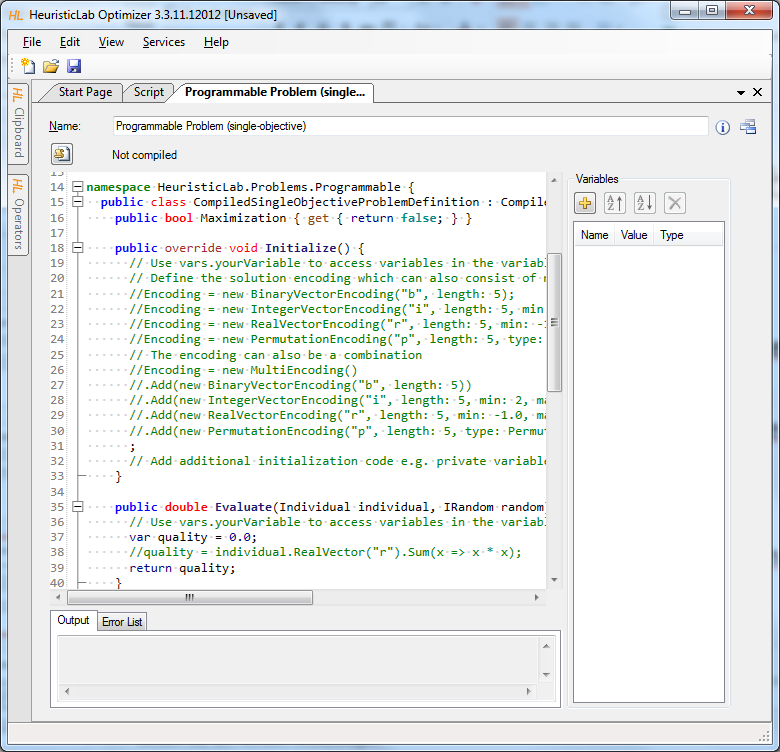 HeuristicLab Optimizer 3.3.11.12012 [Unsaved]
File Edit View Services Help
HL Clipboard
HL Operators
Start Page Script Programmable Problem (single...
Name: Programmable Problem (single-objective)
Not compiled
14 namespace HeuristicLab.Problems.Programmable {
15 public class CompiledSingleObjectiveProblemDefinition : Compile
16 public bool Maximization { get { return false; } }
17
18 public override void Initialize() {
19 // Use vars.yourVariable to access variables in the variabl
20 // Define the solution encoding which can also consist of m
21 //Encoding = new BinaryVectorEncoding("b", length: 5);
22 //Encoding = new IntegerVectorEncoding("i", length: 5, min:
23 //Encoding = new RealVectorEncoding("r", length: 5, min: -1
24 //Encoding = new PermutationEncoding("p", length: 5, type:
25 // The encoding can also be a combination
26 //Encoding = new MultiEncoding()
27 //.Add(new BinaryVectorEncoding("b", length: 5))
28 //.Add(new IntegerVectorEncoding("i", length: 5, min: 2, ma
29 //.Add(new RealVectorEncoding("r", length: 5, min: -1.0, ma
30 //.Add(new PermutationEncoding("p", length: 5, type: Permut
31 ;
32 // Add additional initialization code e.g. private variable
33 }
34
35 public double Evaluate(Individual individual, IRandom random)
36 // Use vars.yourVariable to access variables in the variabl
37 var quality = 0.0;
38 //quality = individual.RealVector("r").Sum(x => x * x);
39 return quality;
40 }
Variables
Name Value Type
Output Error List